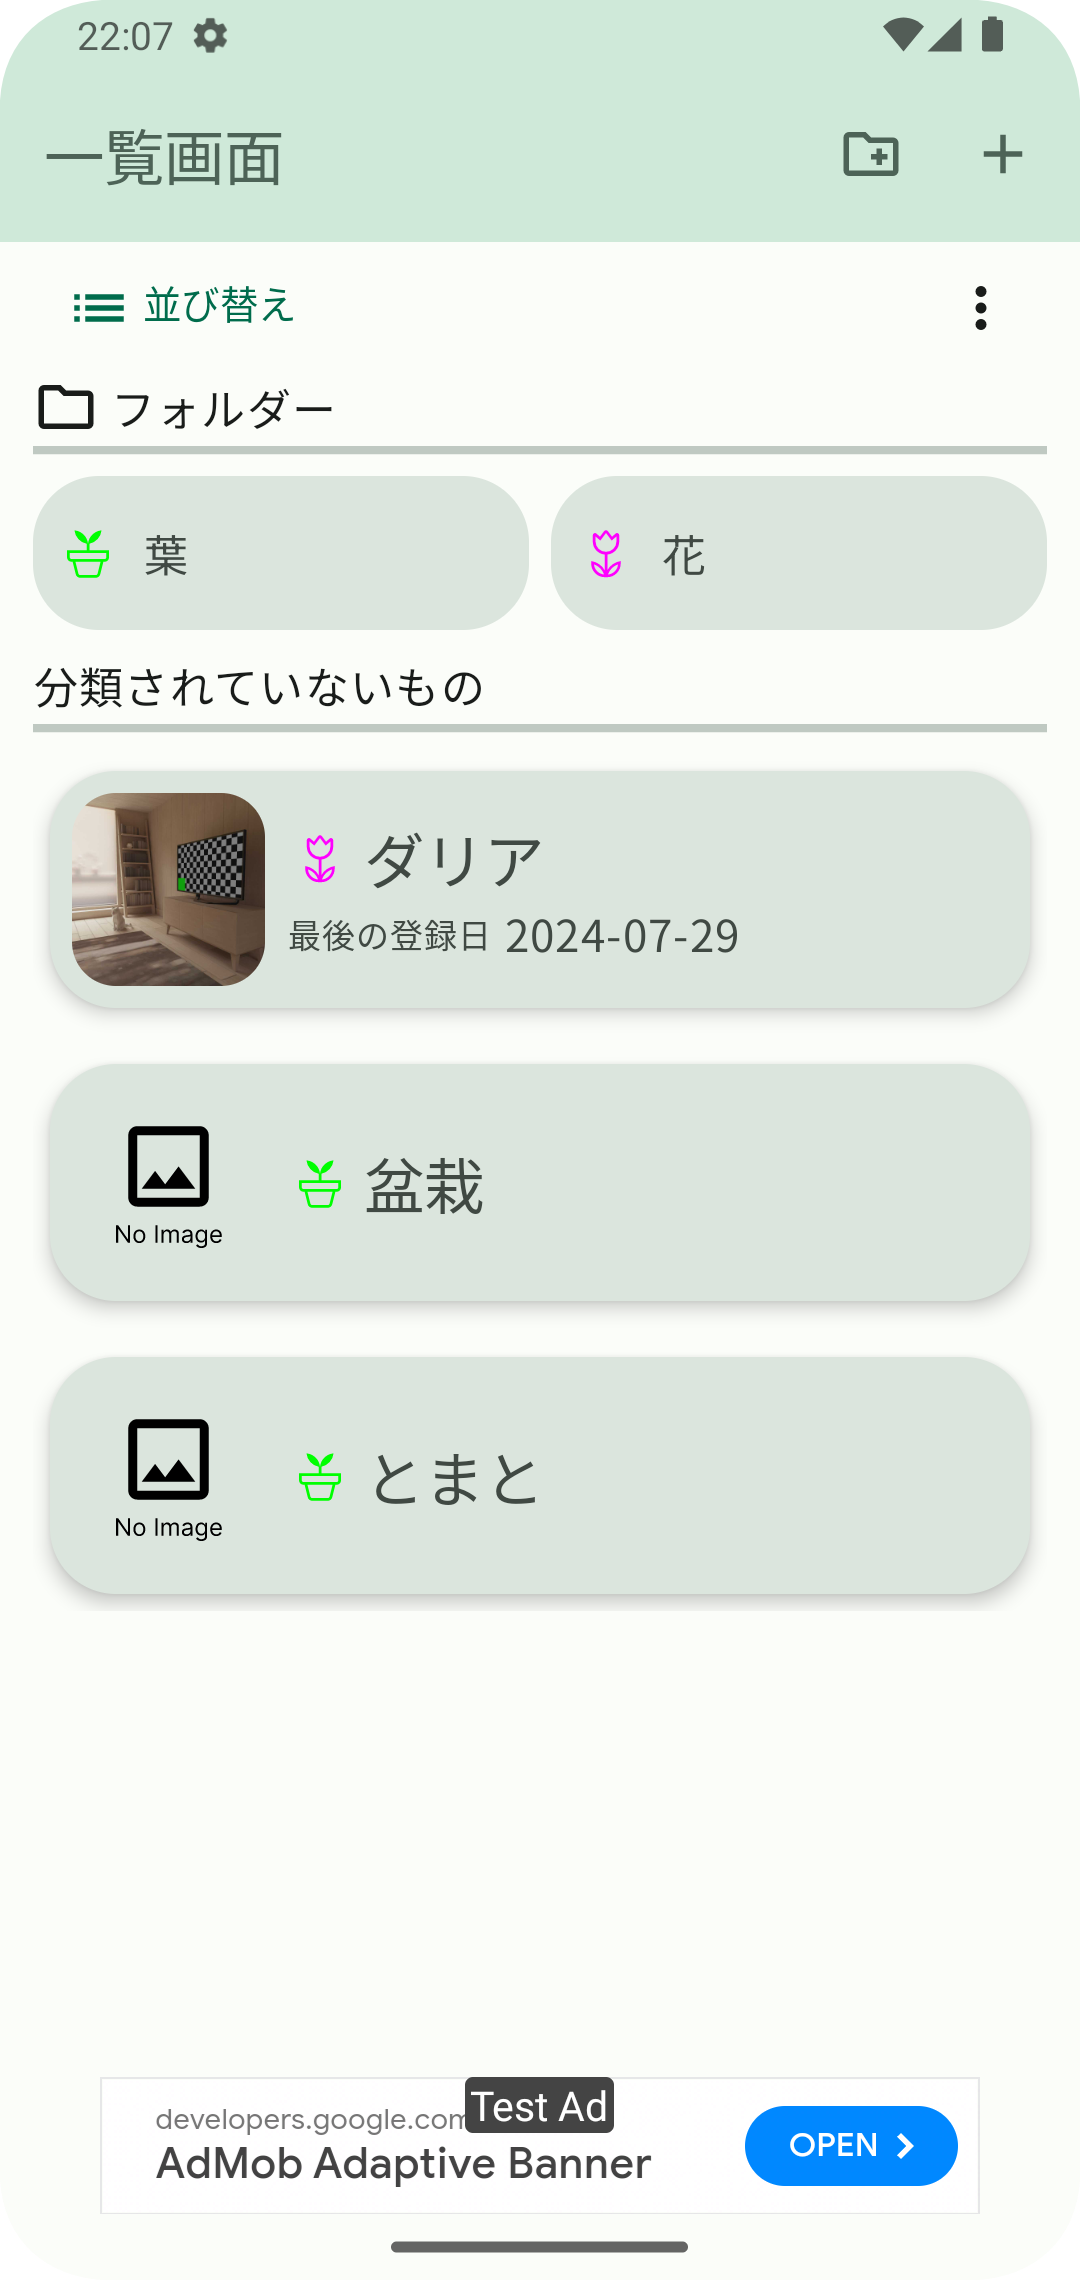 22:07
一覧画面
並び替え
フォルダー
葉
花
分類されていないもの
ダリア
最後の登録日 2024-07-29
No Image
盆栽
No Image
とまと
Test Ad
developers.google.com
AdMob Adaptive Banner
OPEN